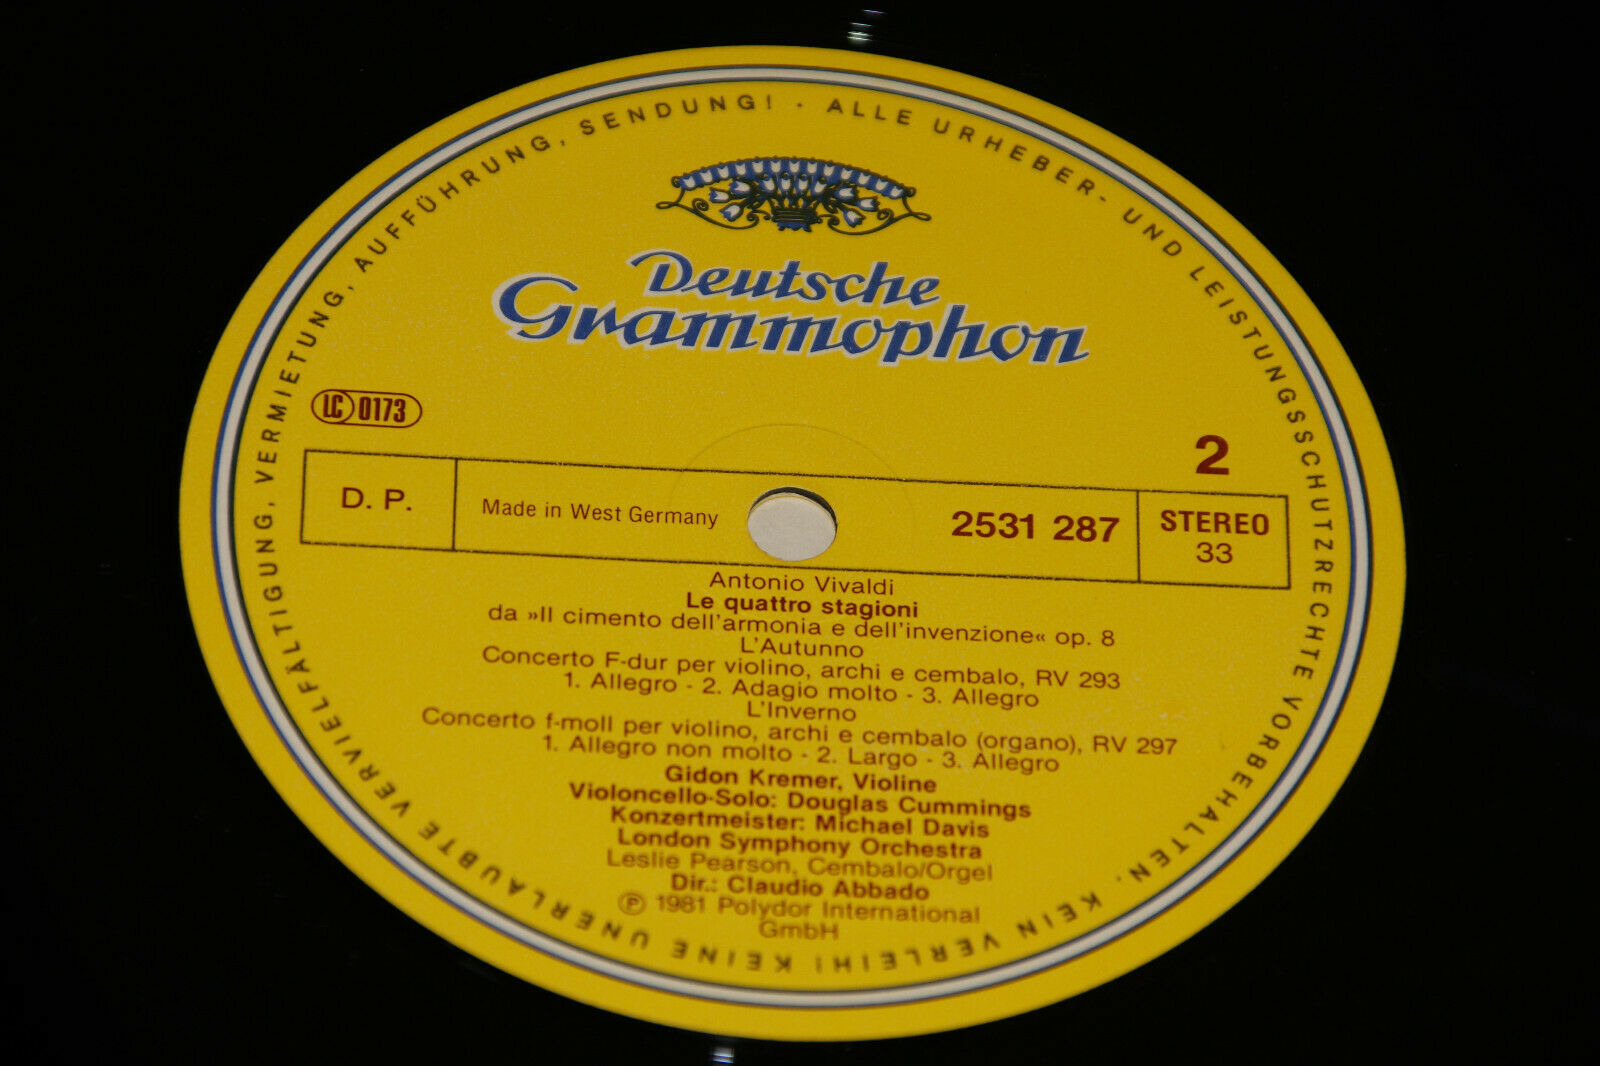 ALLE URHEBER- UND LEISTUNGSSCHUTZRECHTE VORBEHALTEN. KEIN VERLEIH! KEINE UNERLAUBTE VERVIELFÄLTIGUNG, VERMIETUNG, AUFFÜHRUNG, SENDUNG! ·
Deutsche
Grammophon
LC 0173
2
D. P.
Made in West Germany
2531 287
STEREO
33
Antonio Vivaldi
Le quattro stagioni
da »Il cimento dell'armonia e dell'invenzione« op. 8
L'Autunno
Concerto F-dur per violino, archi e cembalo, RV 293
1. Allegro - 2. Adagio molto - 3. Allegro
L'Inverno
Concerto f-moll per violino, archi e cembalo (organo), RV 297
1. Allegro non molto - 2. Largo - 3. Allegro
Gidon Kremer, Violine
Violoncello-Solo: Douglas Cummings
Konzertmeister: Michael Davis
London Symphony Orchestra
Leslie Pearson, Cembalo/Orgel
Dir.: Claudio Abbado
℗ 1981 Polydor International
GmbH